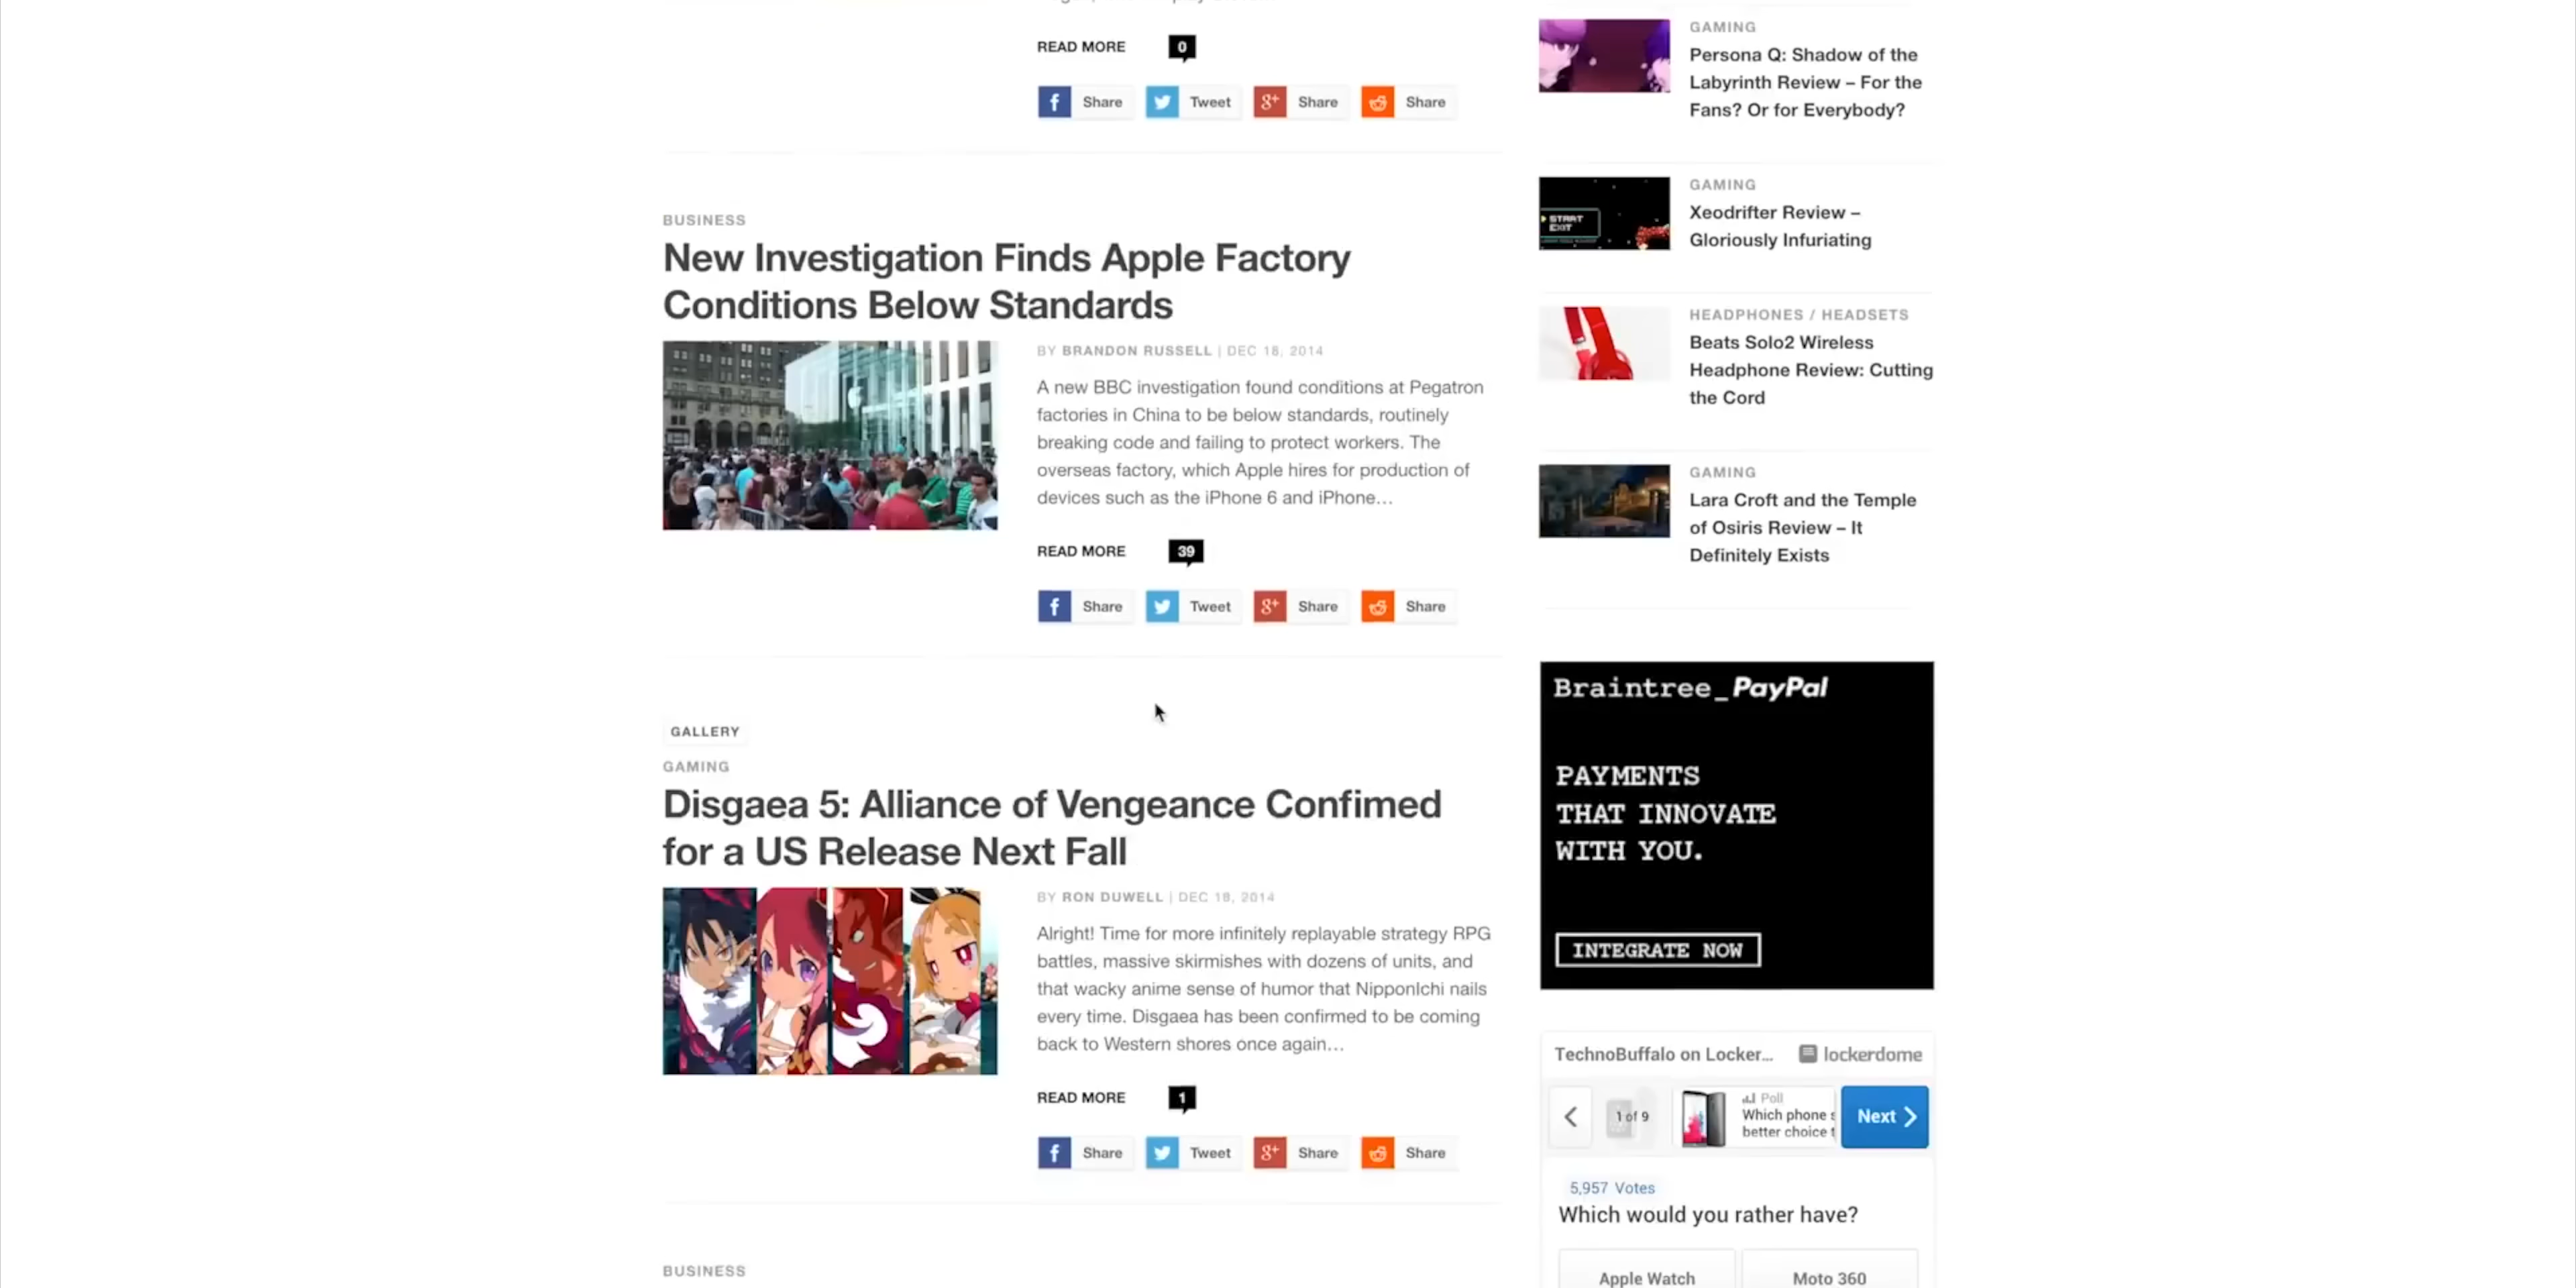 READ MORE 0
Share Tweet Share Share
BUSINESS
New Investigation Finds Apple Factory
Conditions Below Standards
BY BRANDON RUSSELL | DEC 18, 2014
A new BBC investigation found conditions at Pegatron
factories in China to be below standards, routinely
breaking code and failing to protect workers. The
overseas factory, which Apple hires for production of
devices such as the iPhone 6 and iPhone…
READ MORE 39
Share Tweet Share Share
GALLERY
GAMING
Disgaea 5: Alliance of Vengeance Confimed
for a US Release Next Fall
BY RON DUWELL | DEC 18, 2014
Alright! Time for more infinitely replayable strategy RPG
battles, massive skirmishes with dozens of units, and
that wacky anime sense of humor that NipponIchi nails
every time. Disgaea has been confirmed to be coming
back to Western shores once again…
READ MORE 1
Share Tweet Share Share
BUSINESS
GAMING
Persona Q: Shadow of the
Labyrinth Review – For the
Fans? Or for Everybody?
START
EXIT
GAMING
Xeodrifter Review –
Gloriously Infuriating
HEADPHONES / HEADSETS
Beats Solo2 Wireless
Headphone Review: Cutting
the Cord
GAMING
Lara Croft and the Temple
of Osiris Review – It
Definitely Exists
Braintree_PayPal
PAYMENTS
THAT INNOVATE
WITH YOU.
INTEGRATE NOW
TechnoBuffalo on Locker... lockerdome
1 of 9
Poll
Which phone
better choice
Next
5,957 Votes
Which would you rather have?
Apple Watch Moto 360